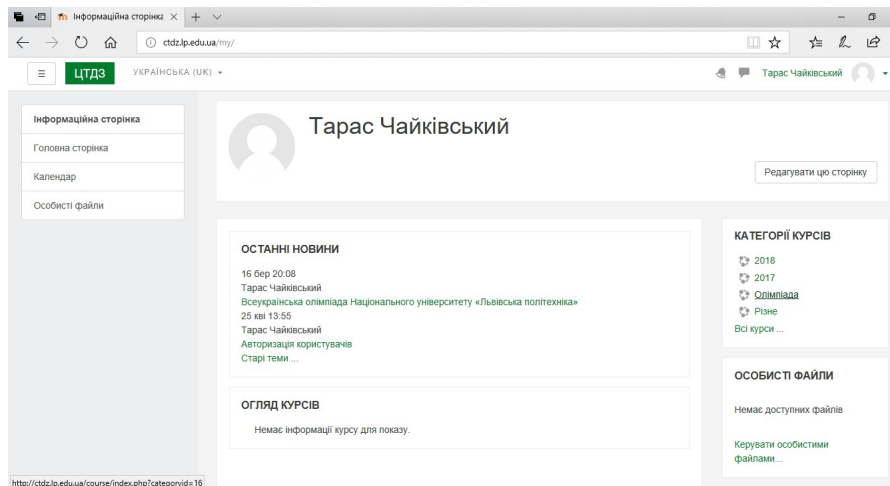 Інформаційна сторінка
ctdz.lp.edu.ua/my/
ЦТДЗ
УКРАЇНСЬКА (UK)
Тарас Чайківський
Інформаційна сторінка
Головна сторінка
Календар
Особисті файли
Тарас Чайківський
Редагувати цю сторінку
ОСТАННІ НОВИНИ
16 бер 20:08
Тарас Чайківський
Всеукраїнська олімпіада Національного університету «Львівська політехніка»
25 кві 13:55
Тарас Чайківський
Авторизація користувачів
Старі теми ...
ОГЛЯД КУРСІВ
Немає інформації курсу для показу.
КАТЕГОРІЇ КУРСІВ
2018
2017
Олімпіада
Різне
Всі курси ...
ОСОБИСТІ ФАЙЛИ
Немає доступних файлів
Керувати особистими
файлами...
http://ctdz.lp.edu.ua/course/index.php?categoryid=16